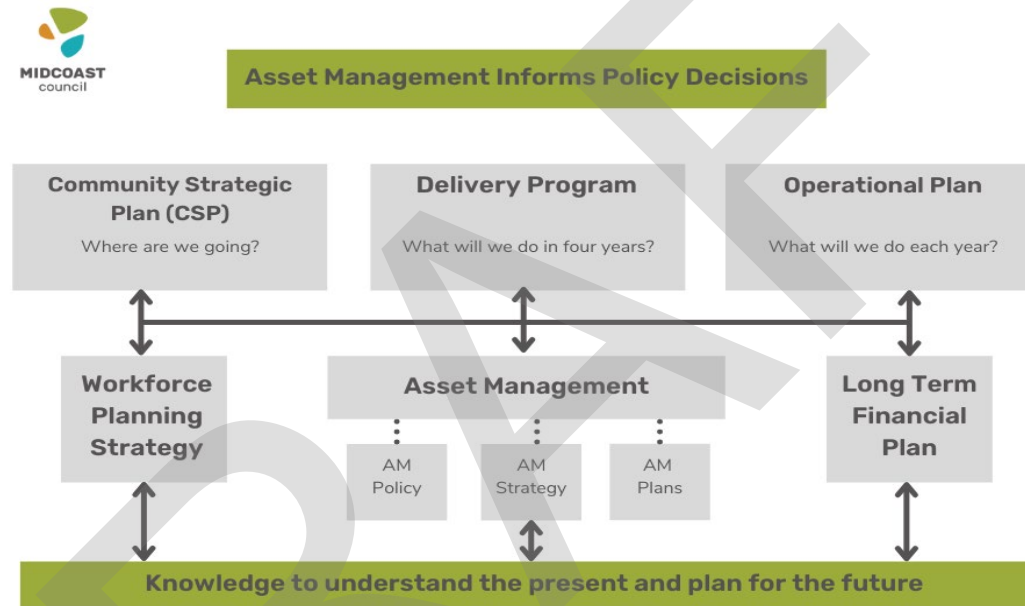 MIDCOAST
council
Asset Management Informs Policy Decisions
Community Strategic
Plan (CSP)
Where are we going?
Delivery Program
What will we do in four years?
Operational Plan
What will we do each year?
Workforce
Planning
Strategy
Asset Management
AM
Policy
AM
Strategy
AM
Plans
Long Term
Financial
Plan
Knowledge to understand the present and plan for the future